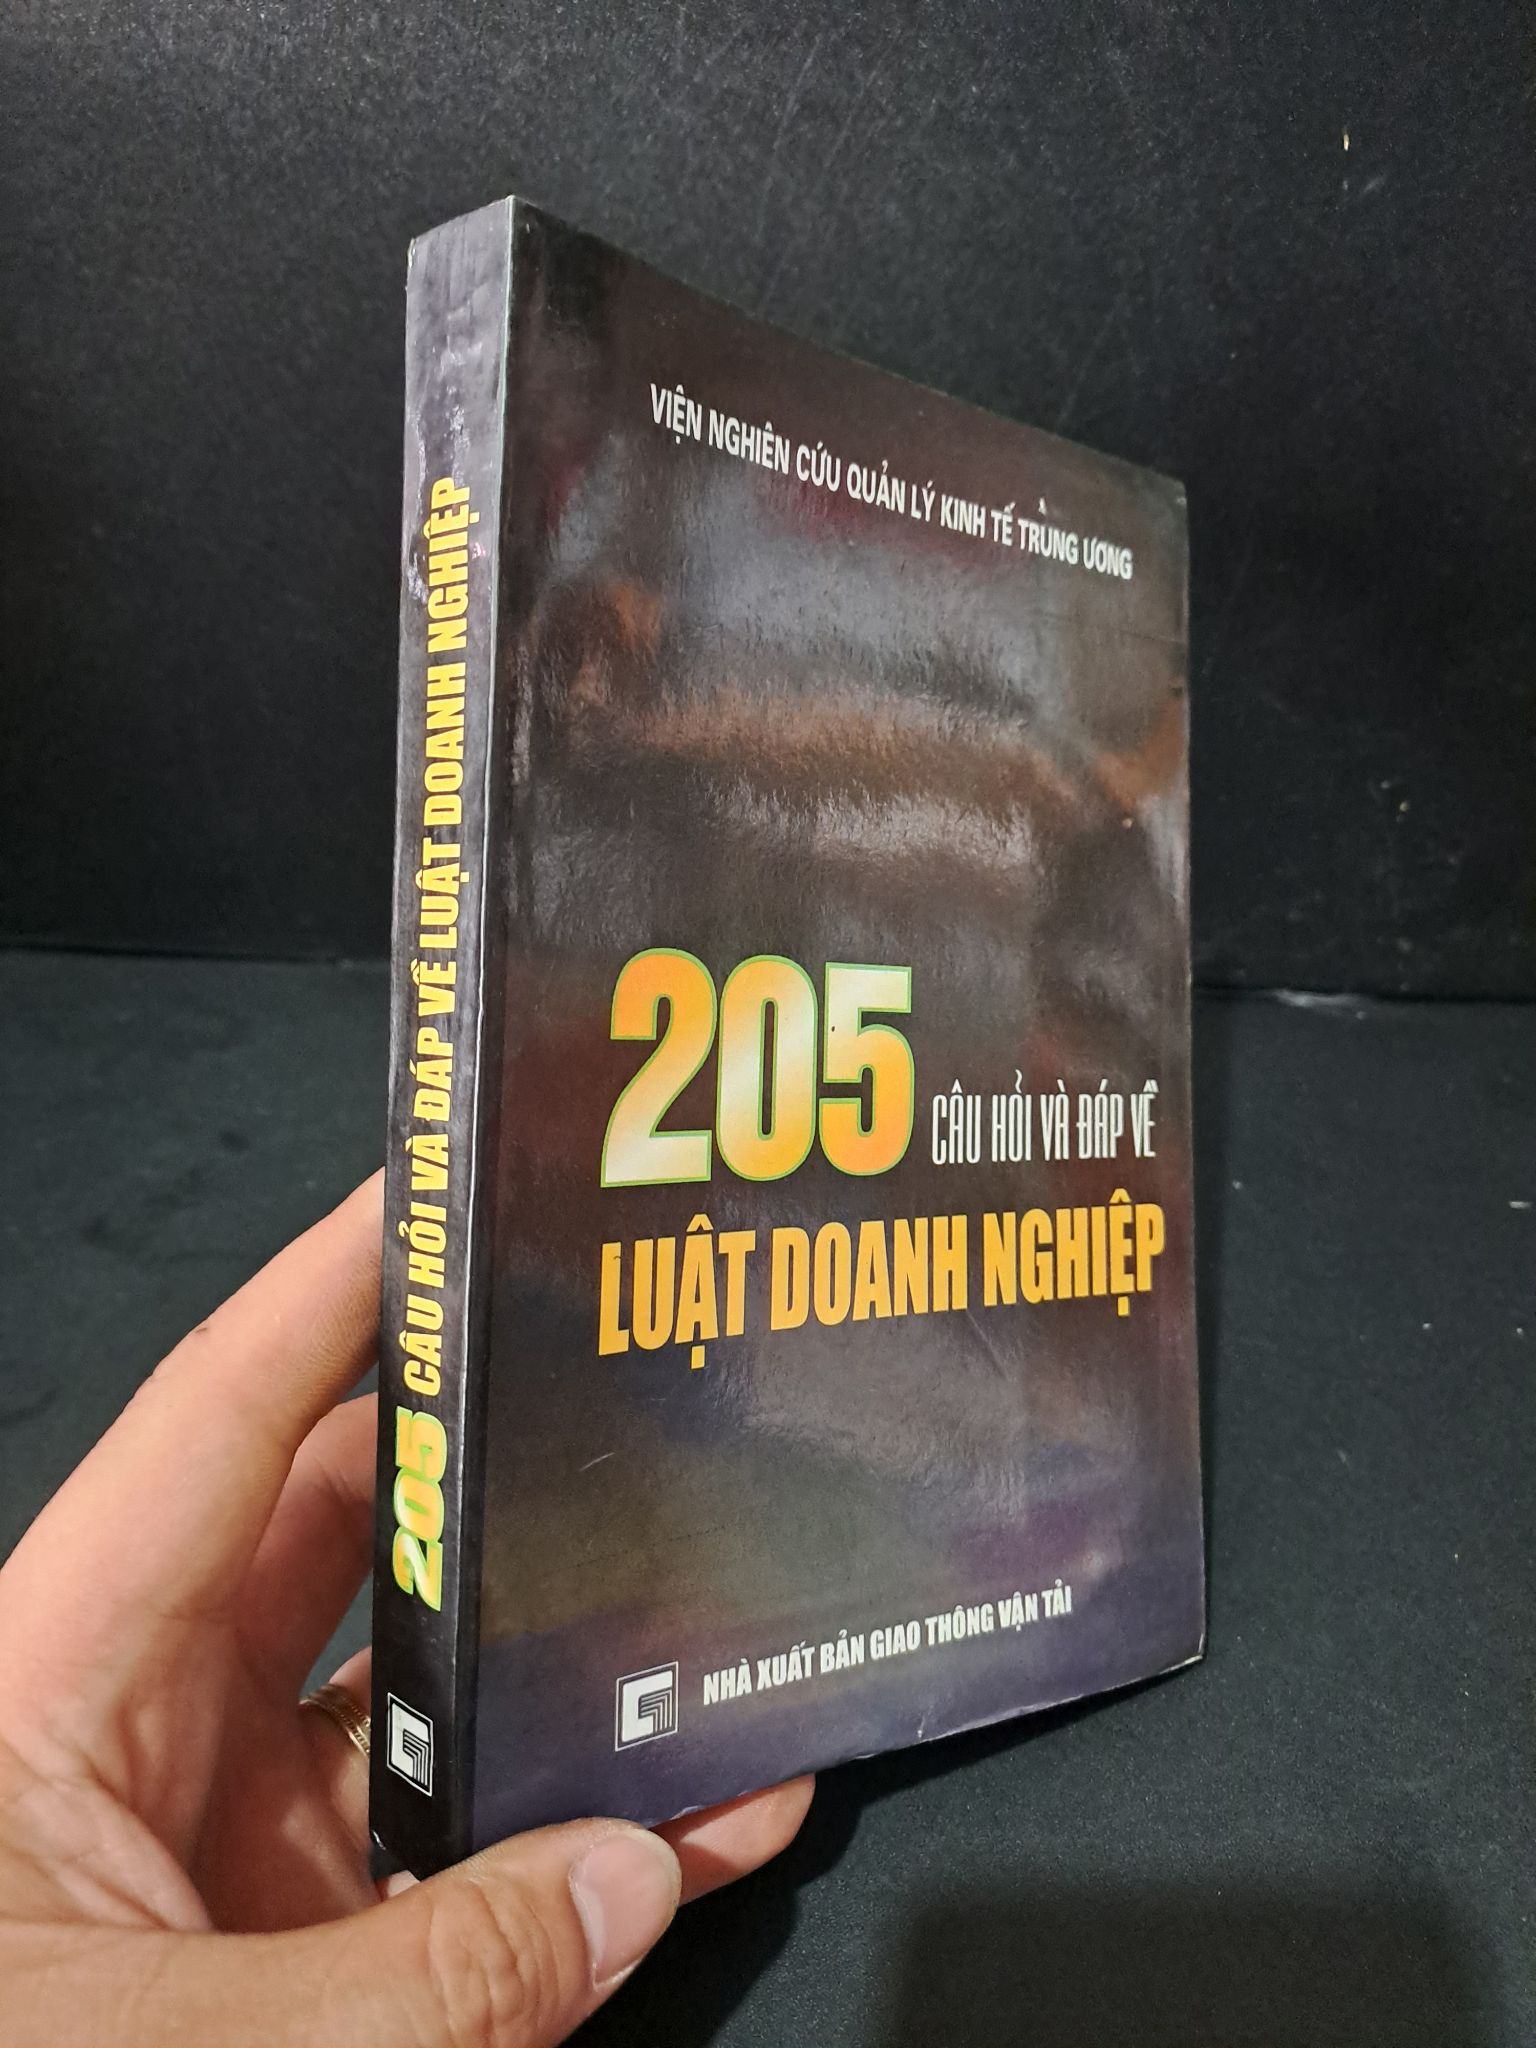 VIỆN NGHIÊN CỨU QUẢN LÝ KINH TẾ TRUNG ƯƠNG
205 CÂU HỎI VÀ ĐÁP VỀ
LUẬT DOANH NGHIỆP
NHÀ XUẤT BẢN GIAO THÔNG VẬN TẢI
205 CÂU HỎI VÀ ĐÁP VỀ LUẬT DOANH NGHIỆP